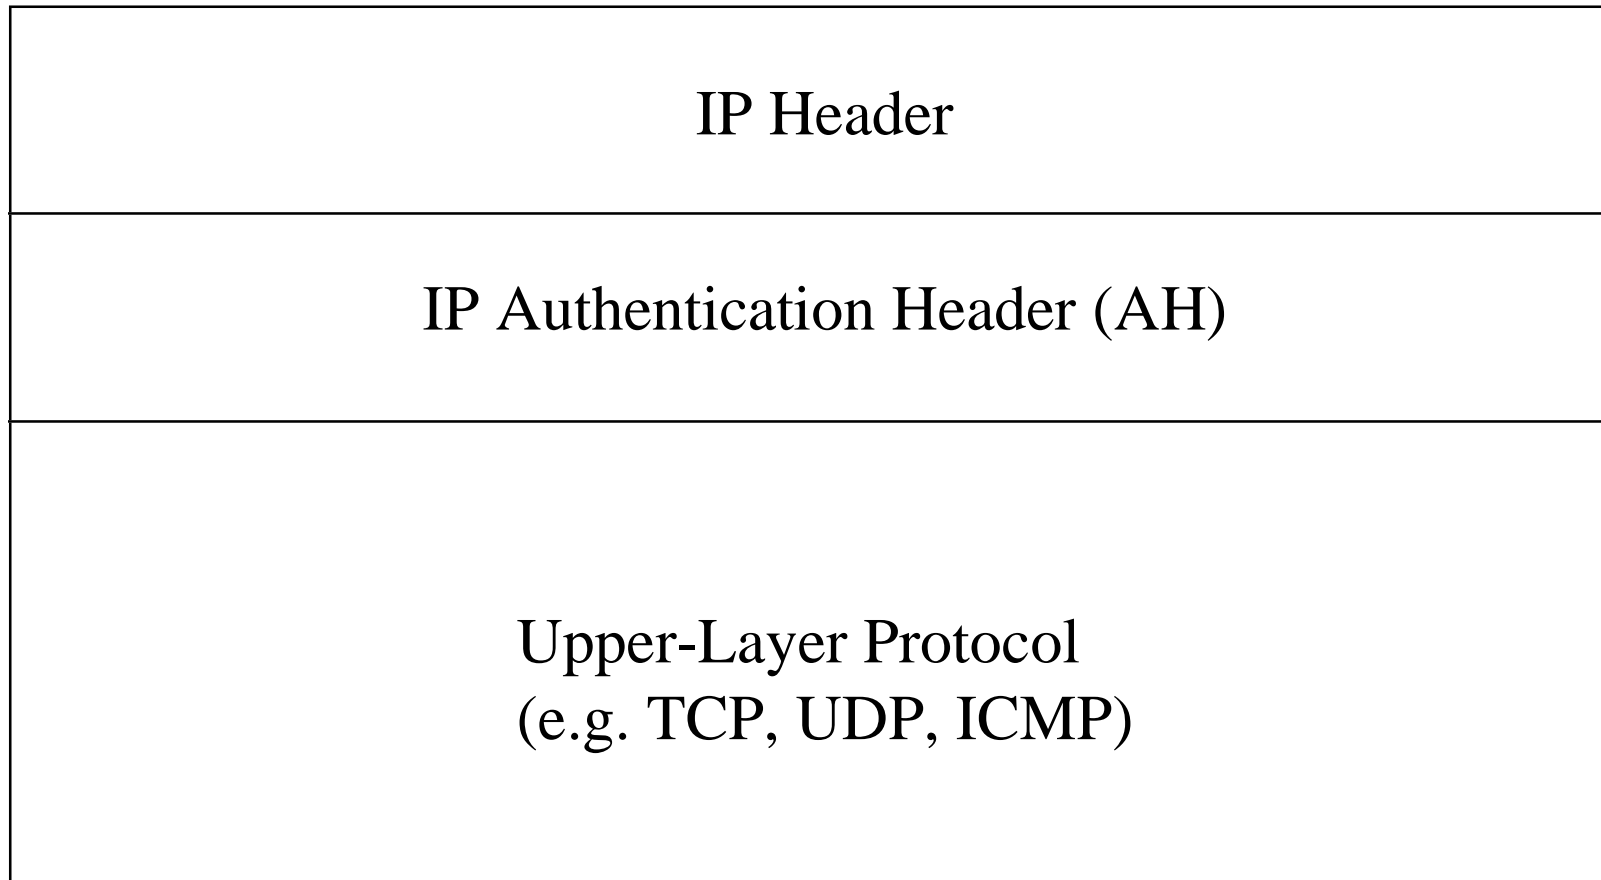 IP Header
IP Authentication Header (AH)
Upper-Layer Protocol
(e.g. TCP, UDP, ICMP)